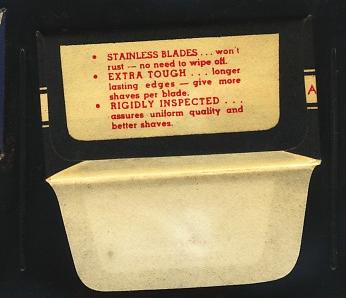 • STAINLESS BLADES... won't
rust — no need to wipe off.
• EXTRA TOUGH... longer
lasting edges — give more
shaves per blade.
• RIGIDLY INSPECTED...
assures uniform quality and
better shaves.
A